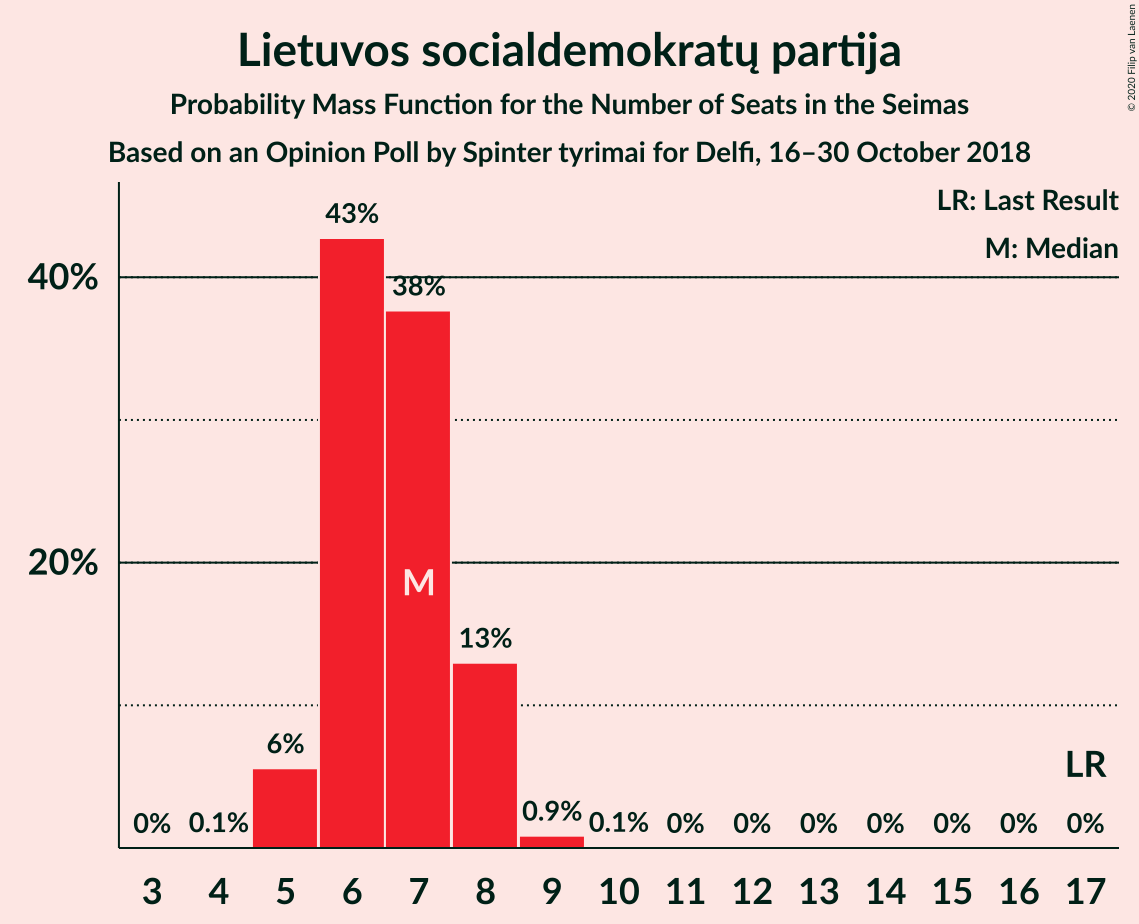 Lietuvos socialdemokratų partija
Probability Mass Function for the Number of Seats in the Seimas
Based on an Opinion Poll by Spinter tyrimai for Delfi, 16–30 October 2018
© 2020 Filip van Laenen
LR: Last Result
M: Median
40%
20%
43%
38%
M
13%
6%
LR
0% 0.1% 0.9% 0.1% 0% 0% 0% 0% 0% 0% 0%
3 4 5 6 7 8 9 10 11 12 13 14 15 16 17